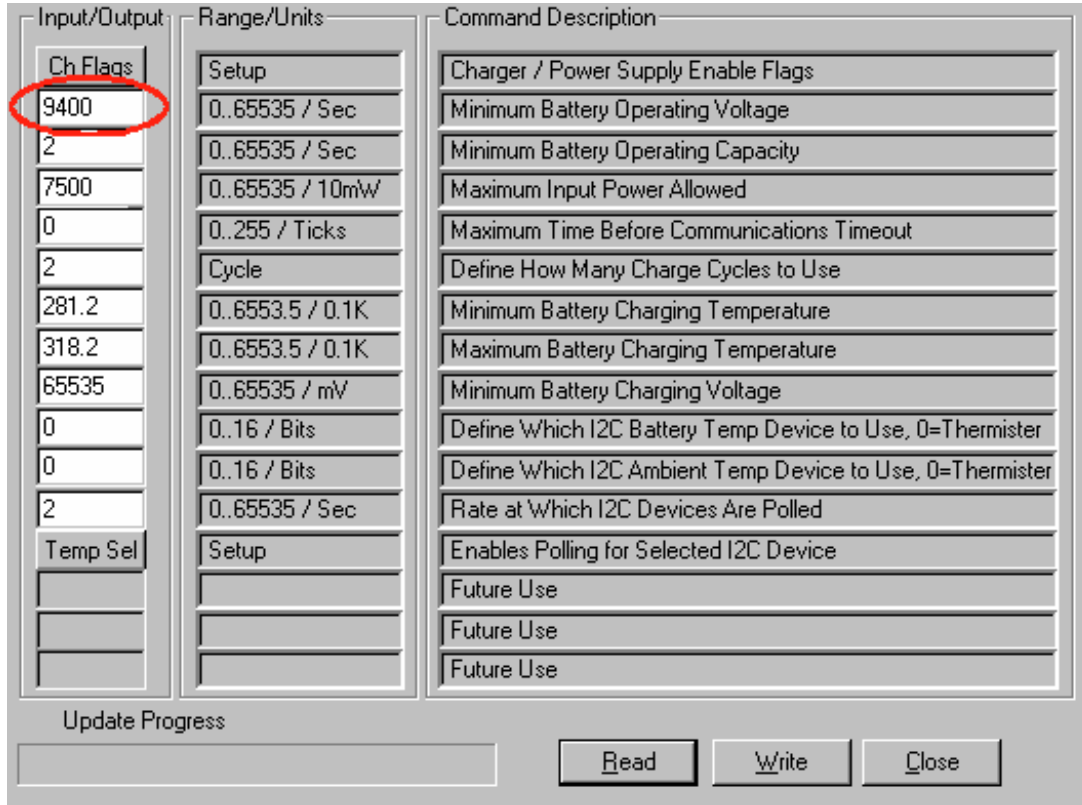 Input/Output Range/Units Command Description
Ch Flags Setup Charger / Power Supply Enable Flags
9400 0..65535 / Sec Minimum Battery Operating Voltage
2 0..65535 / Sec Minimum Battery Operating Capacity
7500 0..65535 / 10mW Maximum Input Power Allowed
0 0..255 / Ticks Maximum Time Before Communications Timeout
2 Cycle Define How Many Charge Cycles to Use
281.2 0..6553.5 / 0.1K Minimum Battery Charging Temperature
318.2 0..6553.5 / 0.1K Maximum Battery Charging Temperature
65535 0..65535 / mV Minimum Battery Charging Voltage
0 0..16 / Bits Define Which I2C Battery Temp Device to Use, 0=Thermister
0 0..16 / Bits Define Which I2C Ambient Temp Device to Use, 0=Thermister
2 0..65535 / Sec Rate at Which I2C Devices Are Polled
Temp Sel Setup Enables Polling for Selected I2C Device
Future Use
Future Use
Future Use
Update Progress
Read Write Close